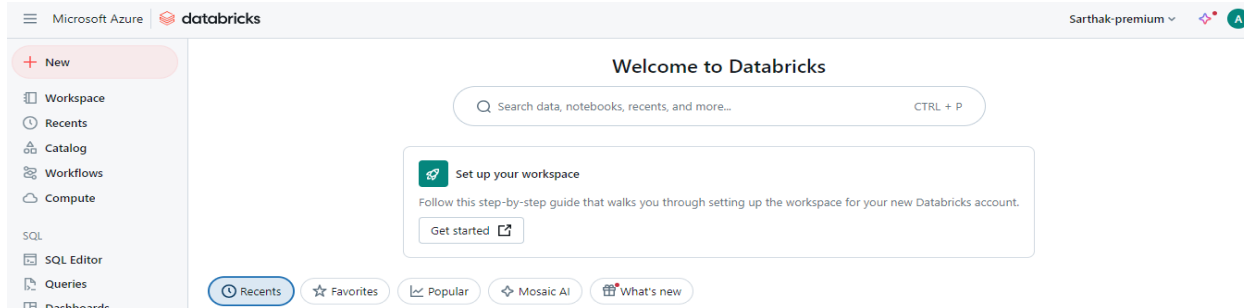 Microsoft Azure databricks Sarthak-premium A
New
Workspace
Recents
Catalog
Workflows
Compute
SQL
SQL Editor
Queries
Dashboards
Welcome to Databricks
Search data, notebooks, recents, and more... CTRL + P
Set up your workspace
Follow this step-by-step guide that walks you through setting up the workspace for your new Databricks account.
Get started
Recents Favorites Popular Mosaic AI What's new